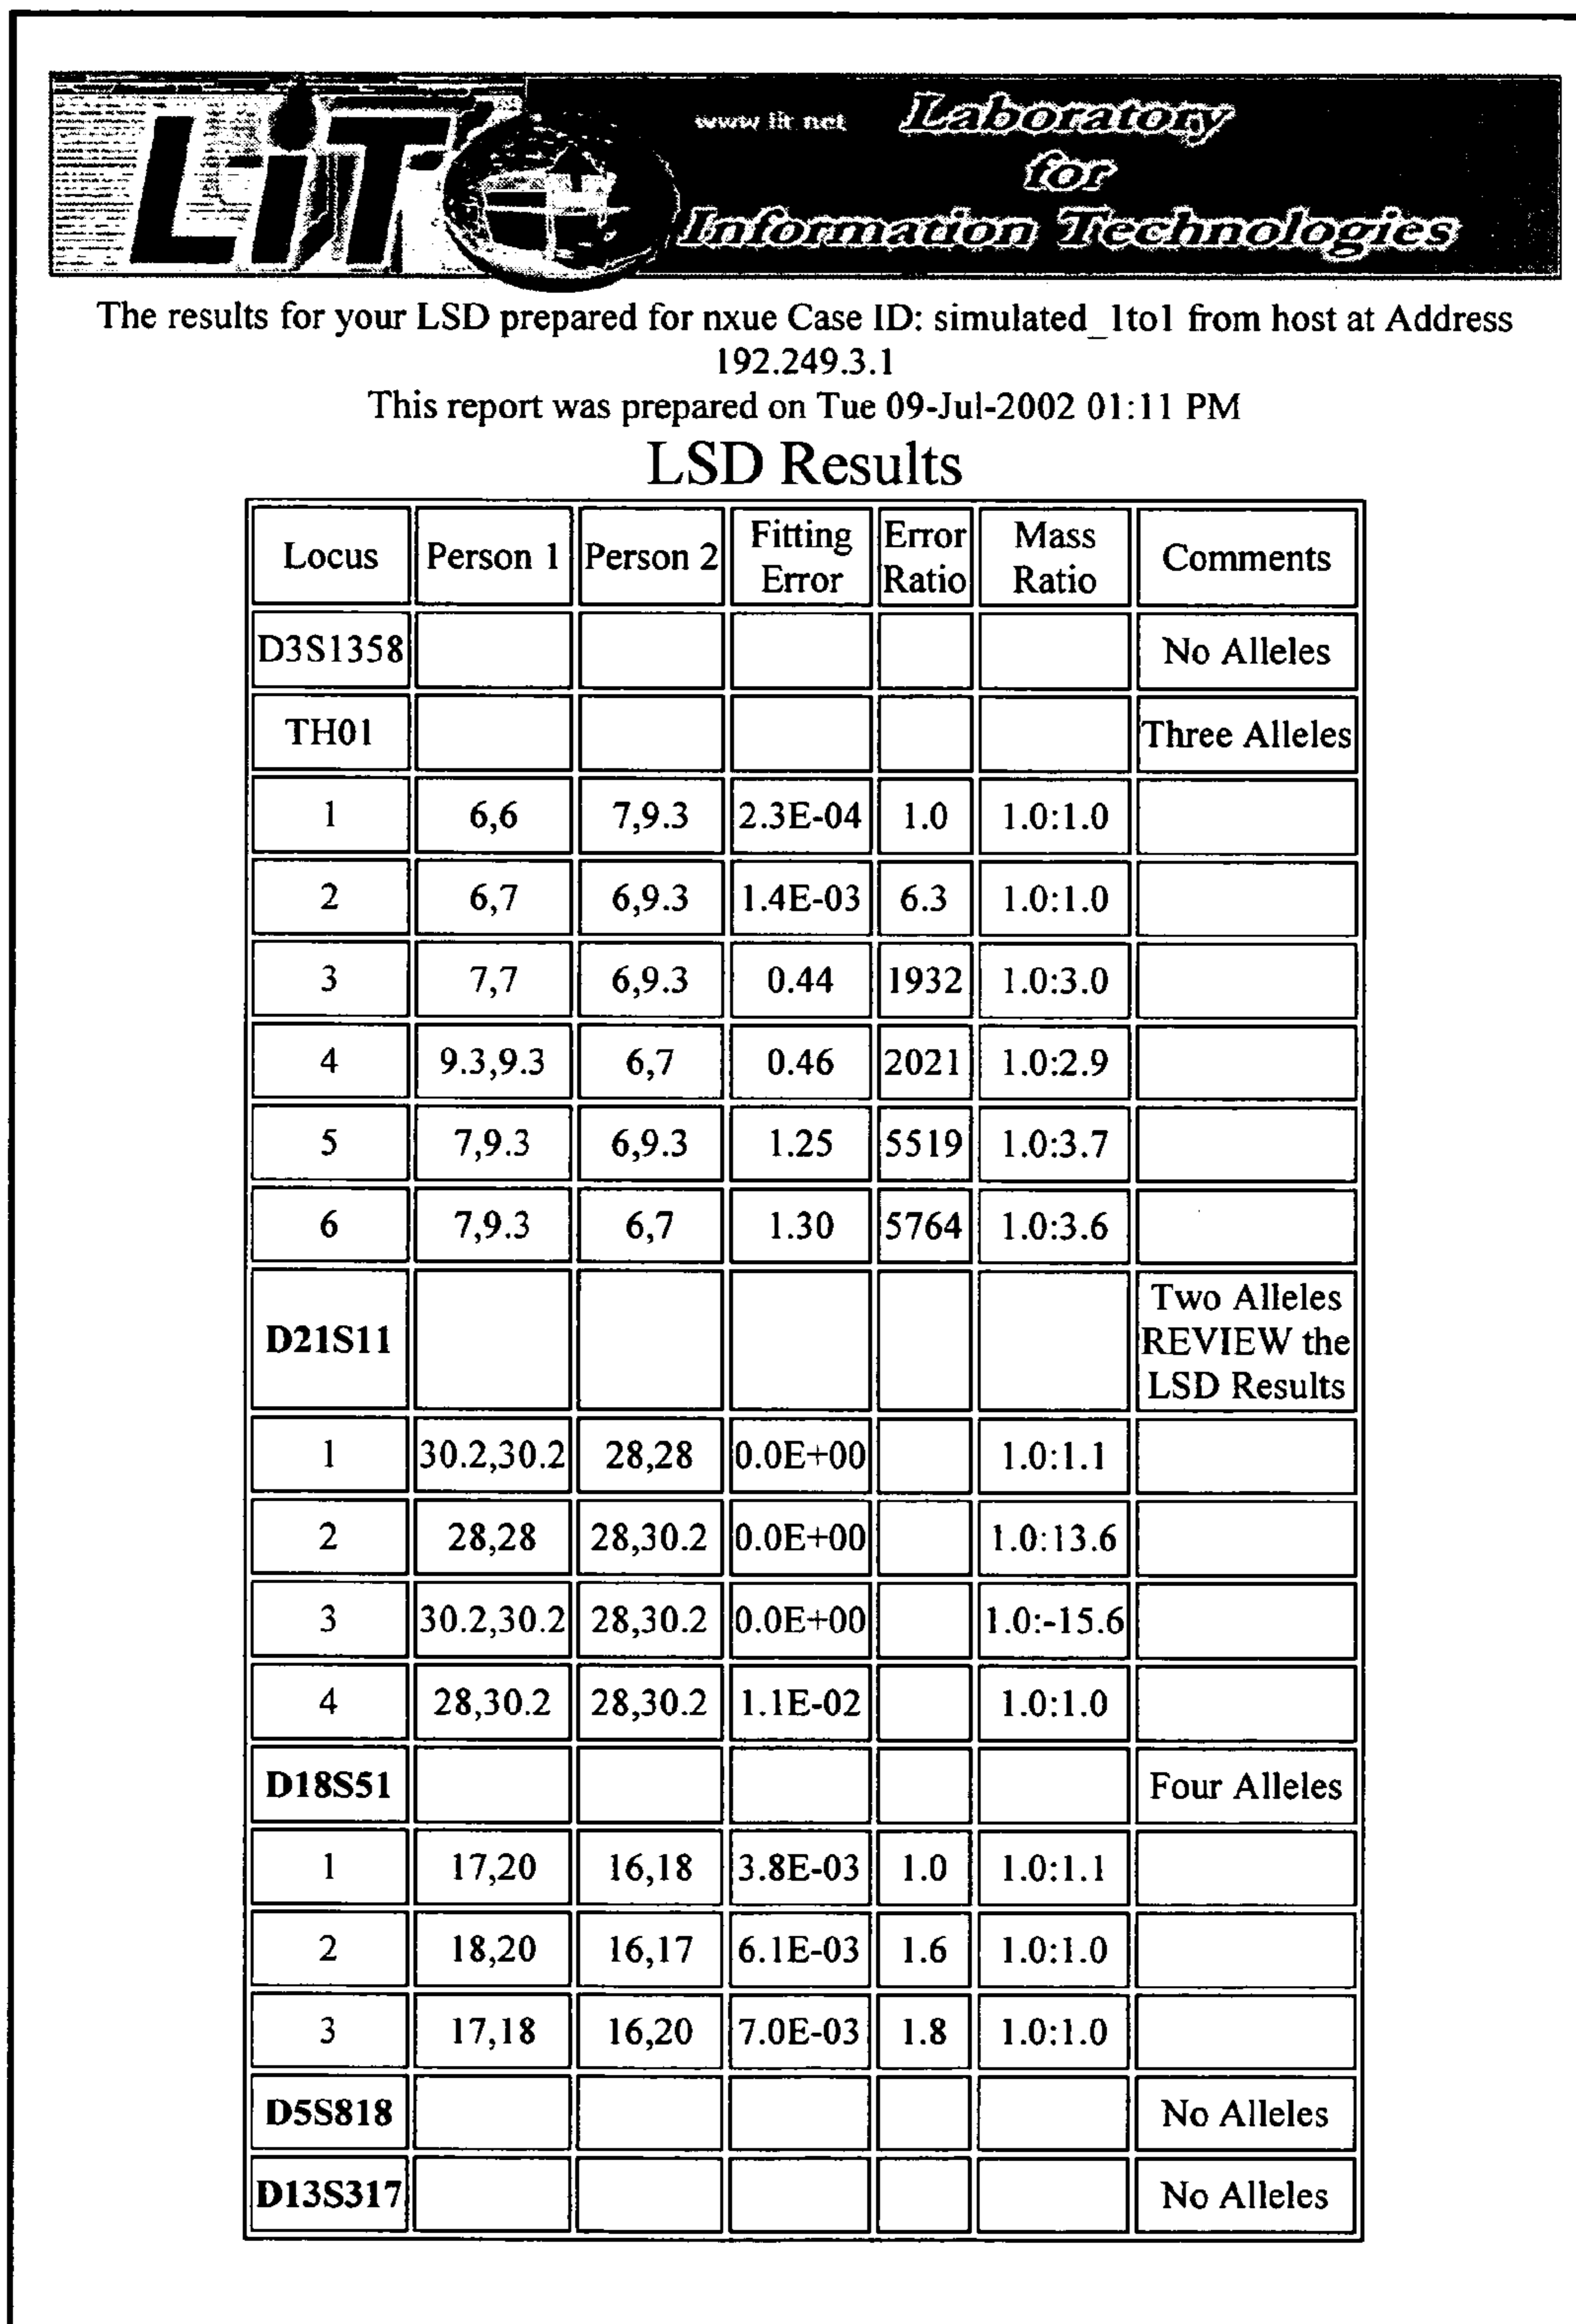 LiT
www lit net
Laboratory
for
Information Technologies
The results for your LSD prepared for nxue Case ID: simulated_1to1 from host at Address
192.249.3.1
This report was prepared on Tue 09-Jul-2002 01:11 PM
LSD Results
Locus Person 1 Person 2 Fitting Error Error Ratio Mass Ratio Comments
D3S1358 No Alleles
TH01 Three Alleles
1 6,6 7,9.3 2.3E-04 1.0 1.0:1.0
2 6,7 6,9.3 1.4E-03 6.3 1.0:1.0
3 7,7 6,9.3 0.44 1932 1.0:3.0
4 9.3,9.3 6,7 0.46 2021 1.0:2.9
5 7,9.3 6,9.3 1.25 5519 1.0:3.7
6 7,9.3 6,7 1.30 5764 1.0:3.6
D21S11 Two Alleles REVIEW the LSD Results
1 30.2,30.2 28,28 0.0E+00 1.0:1.1
2 28,28 28,30.2 0.0E+00 1.0:13.6
3 30.2,30.2 28,30.2 0.0E+00 1.0:-15.6
4 28,30.2 28,30.2 1.1E-02 1.0:1.0
D18S51 Four Alleles
1 17,20 16,18 3.8E-03 1.0 1.0:1.1
2 18,20 16,17 6.1E-03 1.6 1.0:1.0
3 17,18 16,20 7.0E-03 1.8 1.0:1.0
D5S818 No Alleles
D13S317 No Alleles